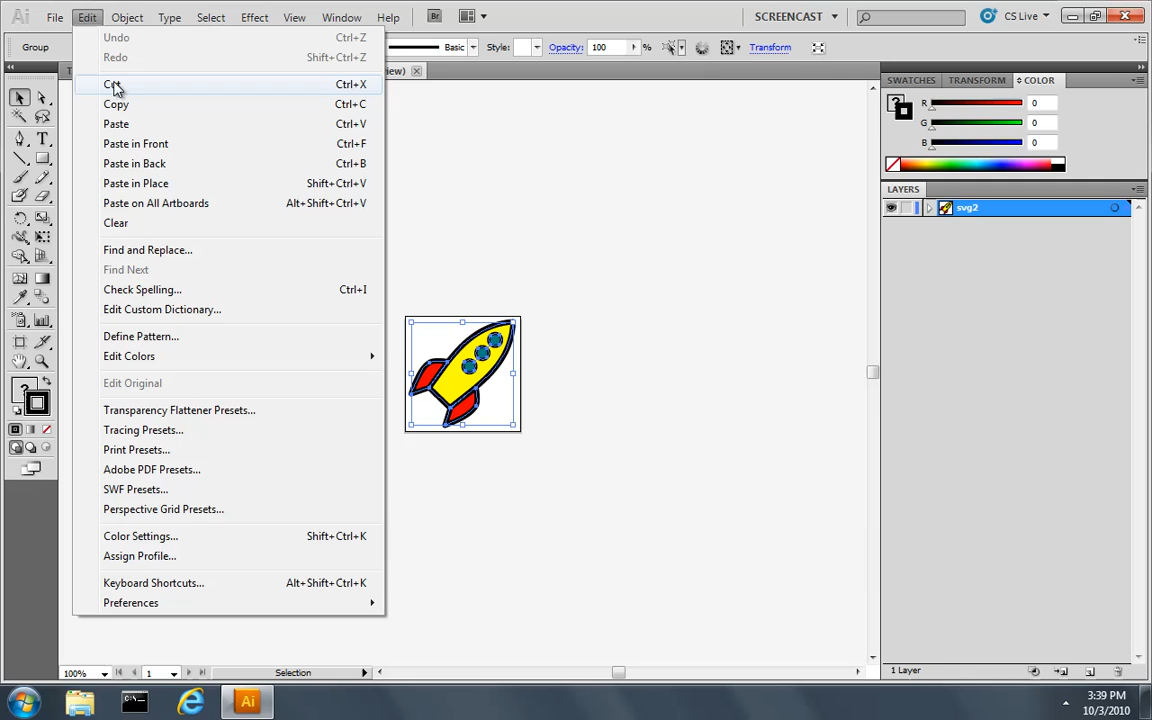 Ai File Edit Object Type Select Effect View Window Help Br SCREENCAST CS Live
Group Basic Style: Opacity: 100 % Transform
Undo Ctrl+Z
Redo Shift+Ctrl+Z
Cut Ctrl+X
Copy Ctrl+C
Paste Ctrl+V
Paste in Front Ctrl+F
Paste in Back Ctrl+B
Paste in Place Shift+Ctrl+V
Paste on All Artboards Alt+Shift+Ctrl+V
Clear
Find and Replace...
Find Next
Check Spelling... Ctrl+I
Edit Custom Dictionary...
Define Pattern...
Edit Colors
Edit Original
Transparency Flattener Presets...
Tracing Presets...
Print Presets...
Adobe PDF Presets...
SWF Presets...
Perspective Grid Presets...
Color Settings... Shift+Ctrl+K
Assign Profile...
Keyboard Shortcuts... Alt+Shift+Ctrl+K
Preferences
SWATCHES TRANSFORM COLOR
R 0
G 0
B 0
LAYERS
svg2
1 Layer
100% 1 Selection
Ai
3:39 PM
10/3/2010